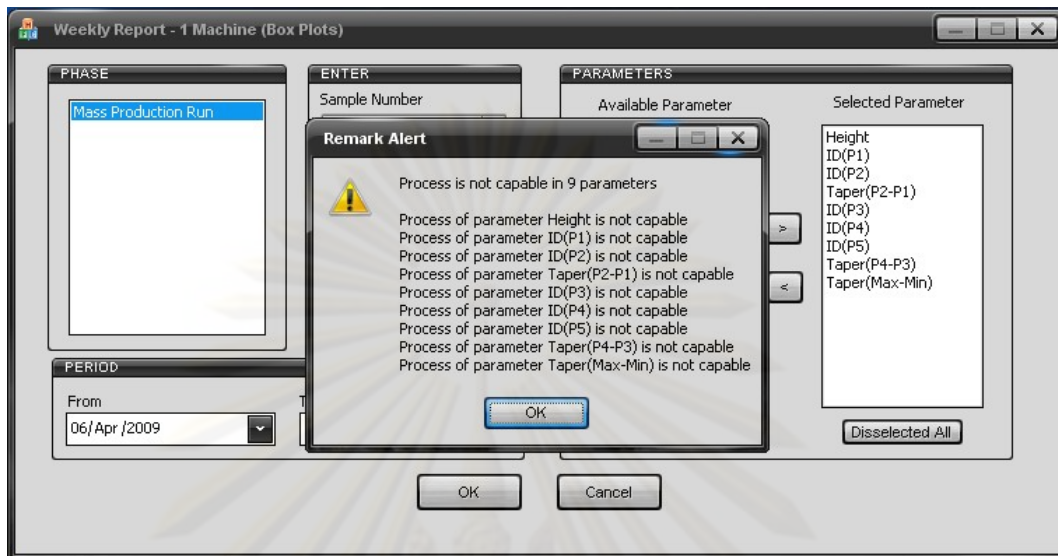 Weekly Report - 1 Machine (Box Plots)
PHASE
Mass Production Run
ENTER
Sample Number
PARAMETERS
Available Parameter
Selected Parameter
Height
ID(P1)
ID(P2)
Taper(P2-P1)
ID(P3)
ID(P4)
ID(P5)
Taper(P4-P3)
Taper(Max-Min)
>
<
Disselected All
Remark Alert
Process is not capable in 9 parameters
Process of parameter Height is not capable
Process of parameter ID(P1) is not capable
Process of parameter ID(P2) is not capable
Process of parameter Taper(P2-P1) is not capable
Process of parameter ID(P3) is not capable
Process of parameter ID(P4) is not capable
Process of parameter ID(P5) is not capable
Process of parameter Taper(P4-P3) is not capable
Process of parameter Taper(Max-Min) is not capable
OK
PERIOD
From
06/Apr /2009
OK
Cancel